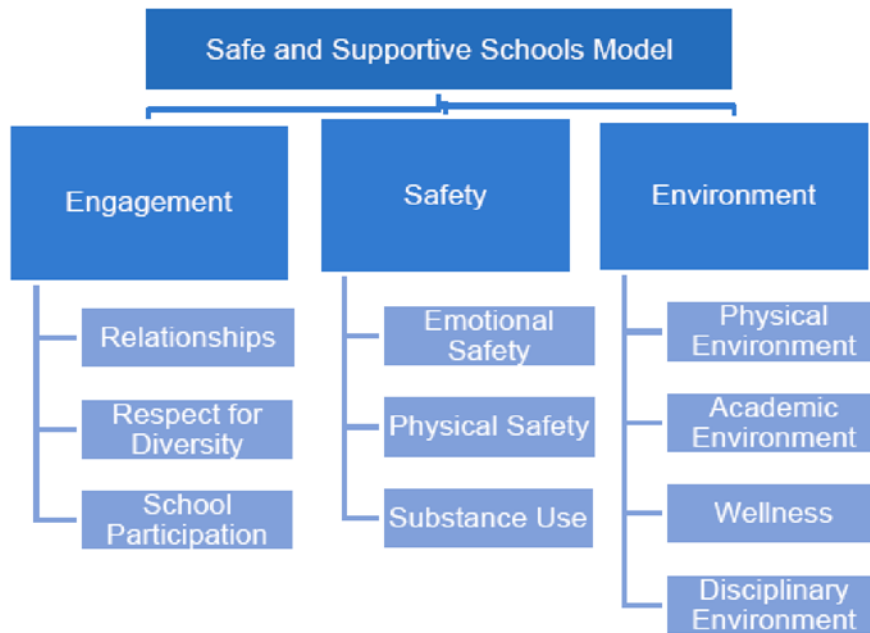 Safe and Supportive Schools Model
Engagement
Relationships
Respect for
Diversity
School
Participation
Safety
Emotional
Safety
Physical Safety
Substance Use
Environment
Physical
Environment
Academic
Environment
Wellness
Disciplinary
Environment